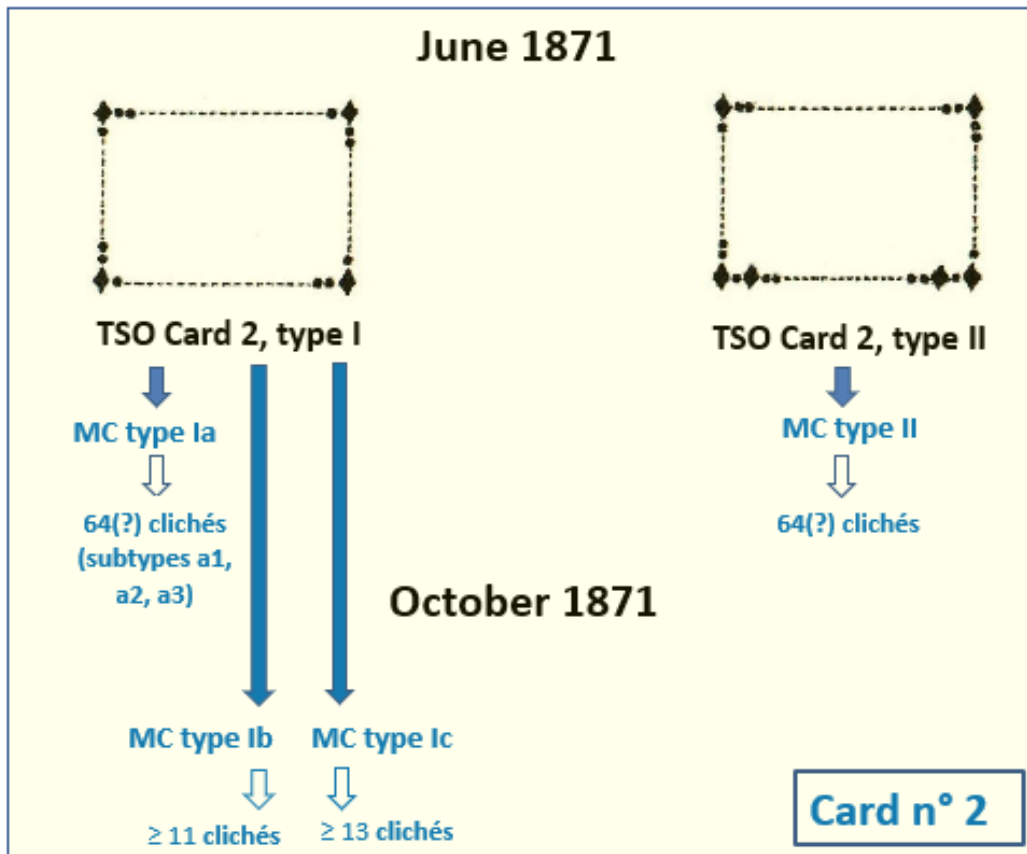 June 1871
TSO Card 2, type I
TSO Card 2, type II
MC type Ia
MC type II
64(?) clichés
(subtypes a1,
a2, a3)
64(?) clichés
October 1871
MC type Ib
MC type Ic
≥ 11 clichés
≥ 13 clichés
Card n° 2